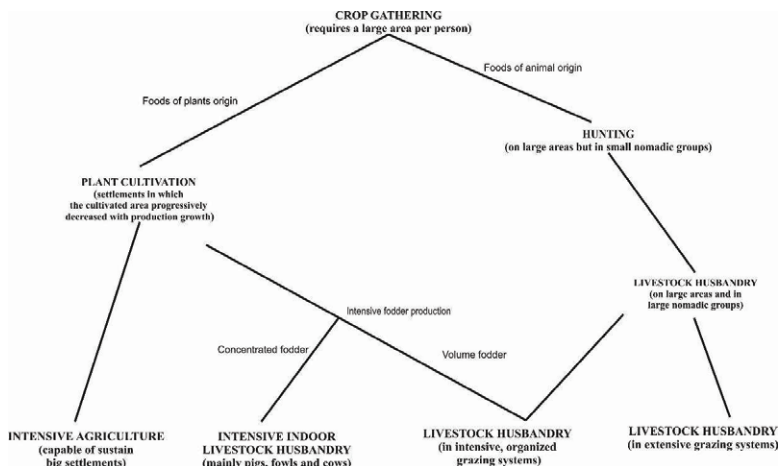 CROP GATHERING
(requires a large area per person)
Foods of animal origin
Foods of plants origin
HUNTING
(on large areas but in small nomadic groups)
PLANT CULTIVATION
(settlements in which
the cultivated area progressively
decreased with production growth)
LIVESTOCK HUSBANDRY
(on large areas and in
large nomadic groups)
Intensive fodder production
Concentrated fodder
Volume fodder
INTENSIVE AGRICULTURE
(capable of sustain
big settlements)
INTENSIVE INDOOR
LIVESTOCK HUSBANDRY
(mainly pigs, fowls and cows)
LIVESTOCK HUSBANDRY
(in intensive, organized
grazing systems)
LIVESTOCK HUSBANDRY
(in extensive grazing systems)